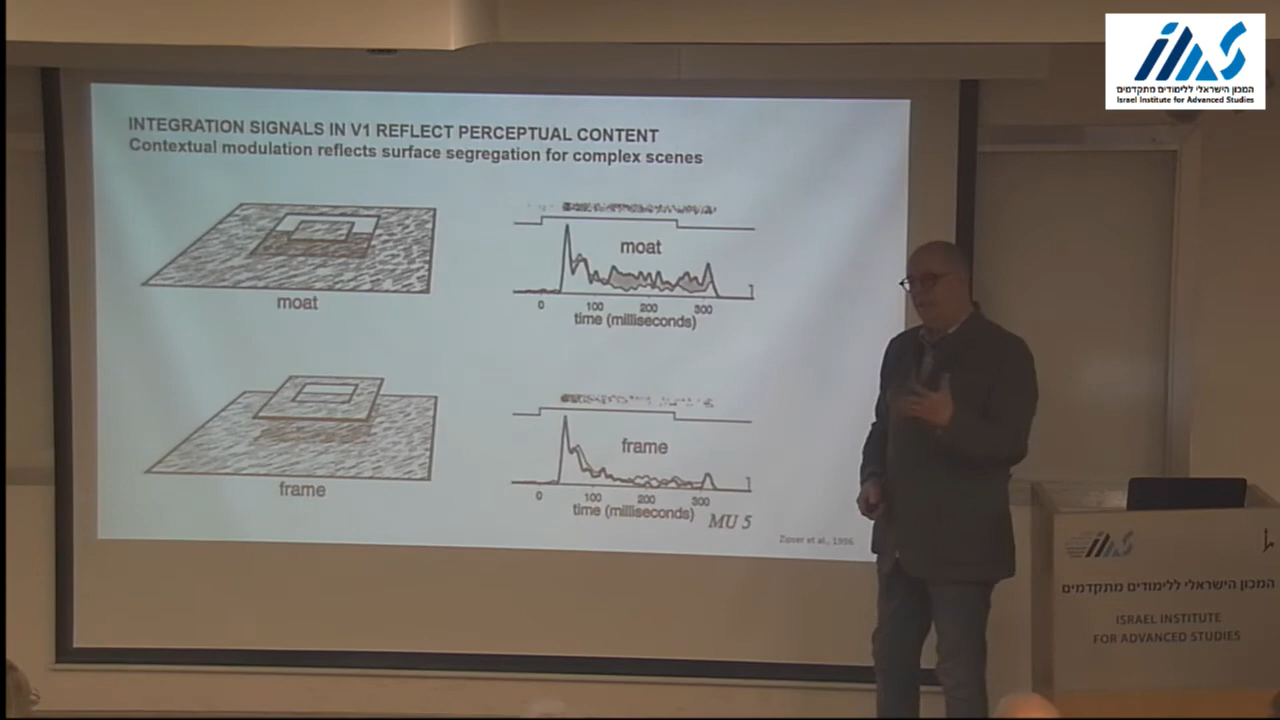 המכון הישראלי ללימודים מתקדמים
Israel Institute for Advanced Studies
INTEGRATION SIGNALS IN V1 REFLECT PERCEPTUAL CONTENT
Contextual modulation reflects surface segregation for complex scenes
moat
moat
0 100 200 300
time (milliseconds)
1
frame
frame
0 100 200 300
time (milliseconds)
1
MU 5
Zipser et al., 1996
המכון הישראלי ללימודים מתקדמים
ISRAEL INSTITUTE
FOR ADVANCED STUDIES